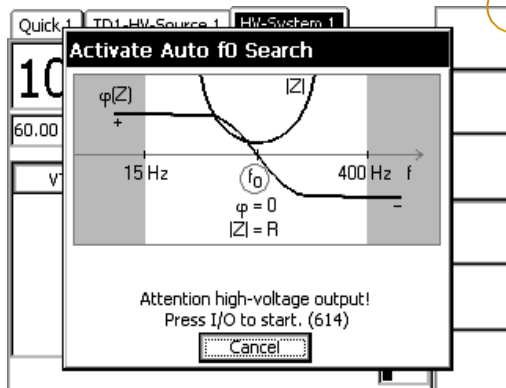 Quick 1 TD1-HV-Source 1 HV-System 1
Activate Auto f0 Search
10
60.00
φ(Z)
|Z|
+
15 Hz f₀ 400 Hz f
φ = 0
−
|Z| = R
Attention high-voltage output!
Press I/O to start. (614)
Cancel